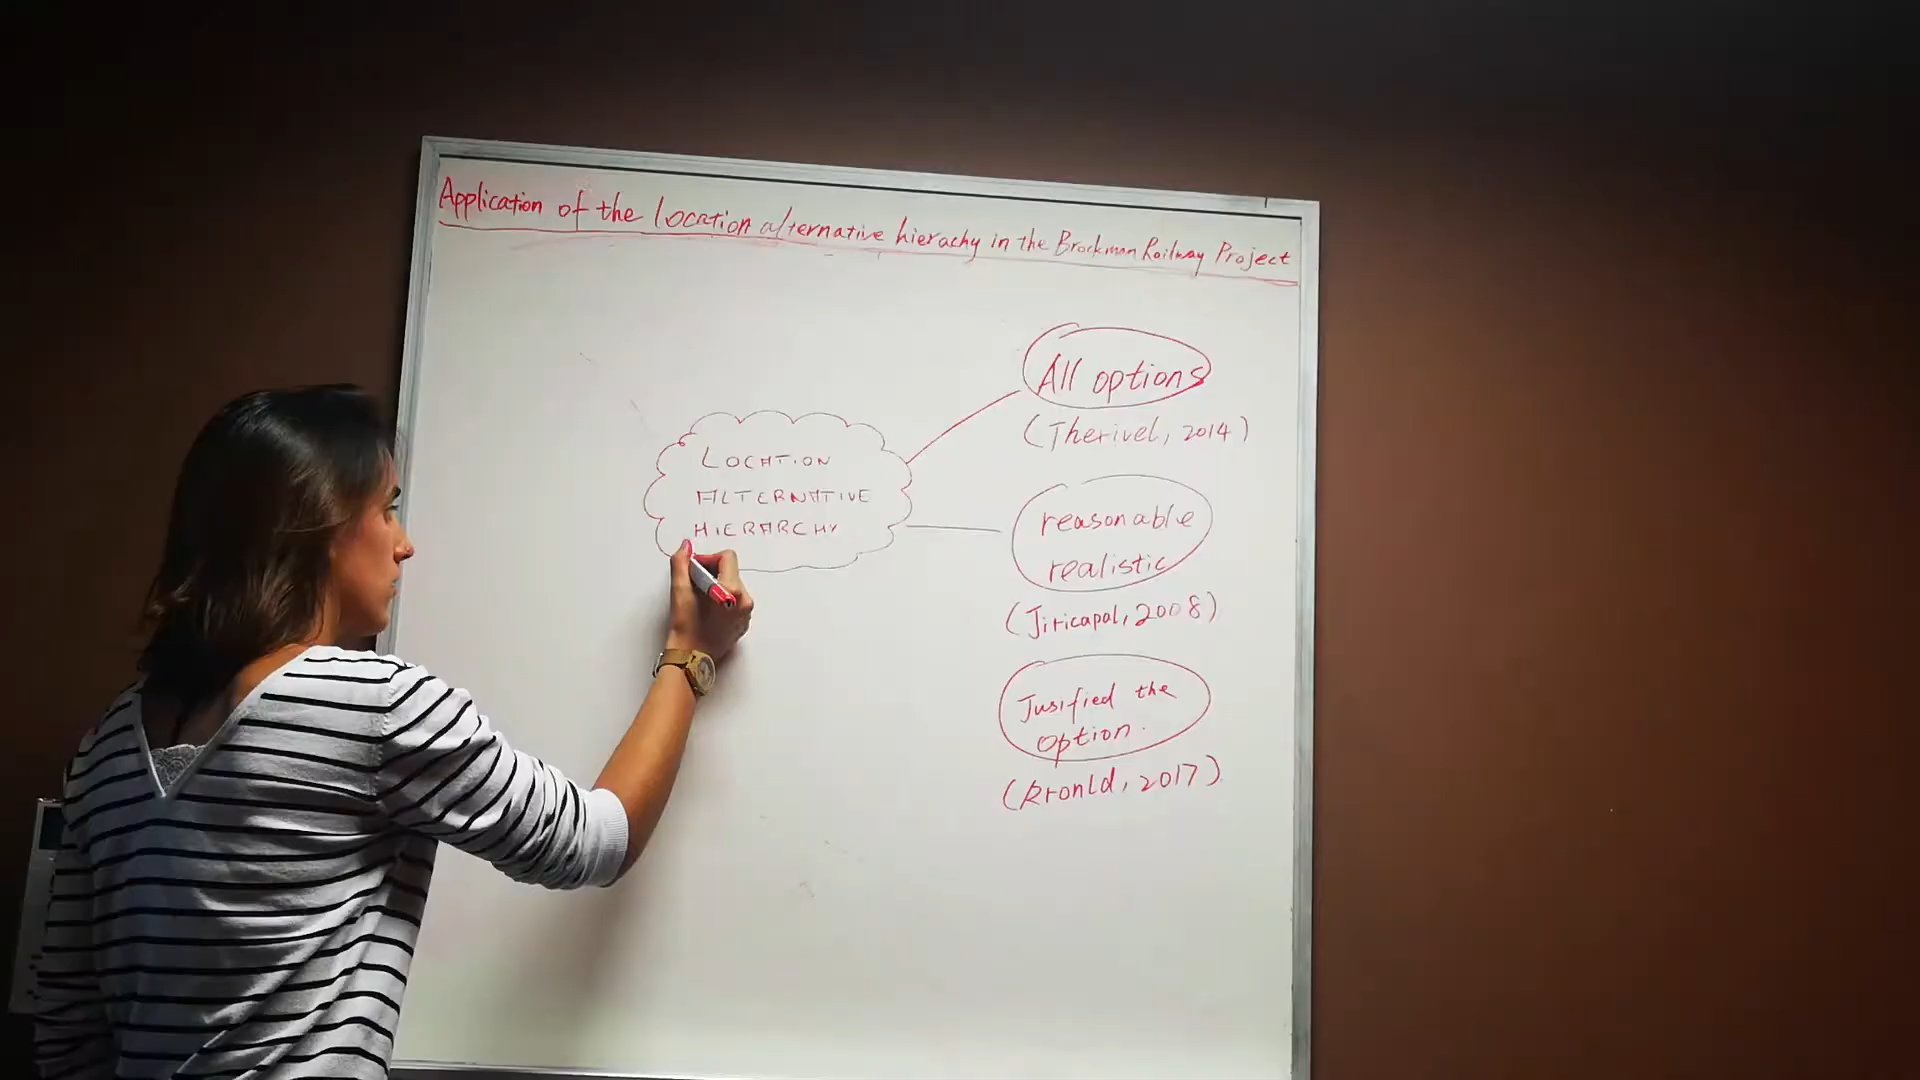 Application of the location alternative hierachy in the Brockman Railway Project
All options
(Therivel, 2014)
LOCATION
ALTERNATIVE
HIERARCHY
reasonable
realistic
(Jiricapal, 2008)
Jusified the
option.
(Rronld, 2017)